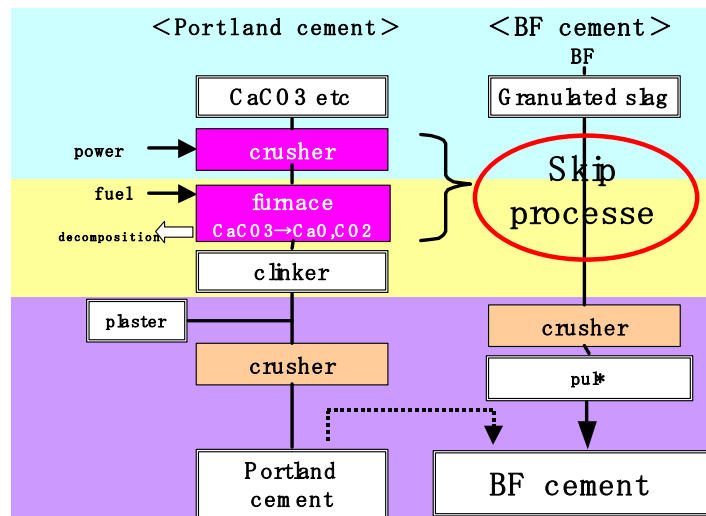 <Portland cement>
<BF cement>
BF
CaCO3 etc
Granulated slag
power
crusher
Skip
processe
fuel
furnace
CaCO3→CaO,CO2
decomposition
clinker
plaster
crusher
crusher
pul*
Portland
cement
BF cement